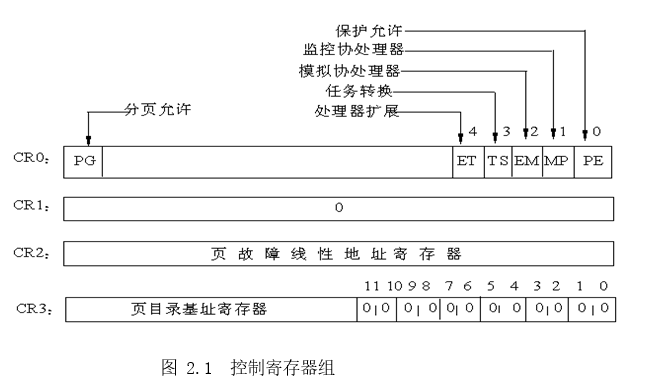 保护允许
监控协处理器
模拟协处理器
任务转换
分页允许 处理器扩展 4 3 2 1 0
CR0： PG ET TS EM MP PE
CR1： 0
CR2： 页故障线性地址寄存器
11 10 9 8 7 6 5 4 3 2 1 0
CR3： 页目录基址寄存器 0 0 0 0 0 0 0 0 0 0 0 0
图 2.1 控制寄存器组